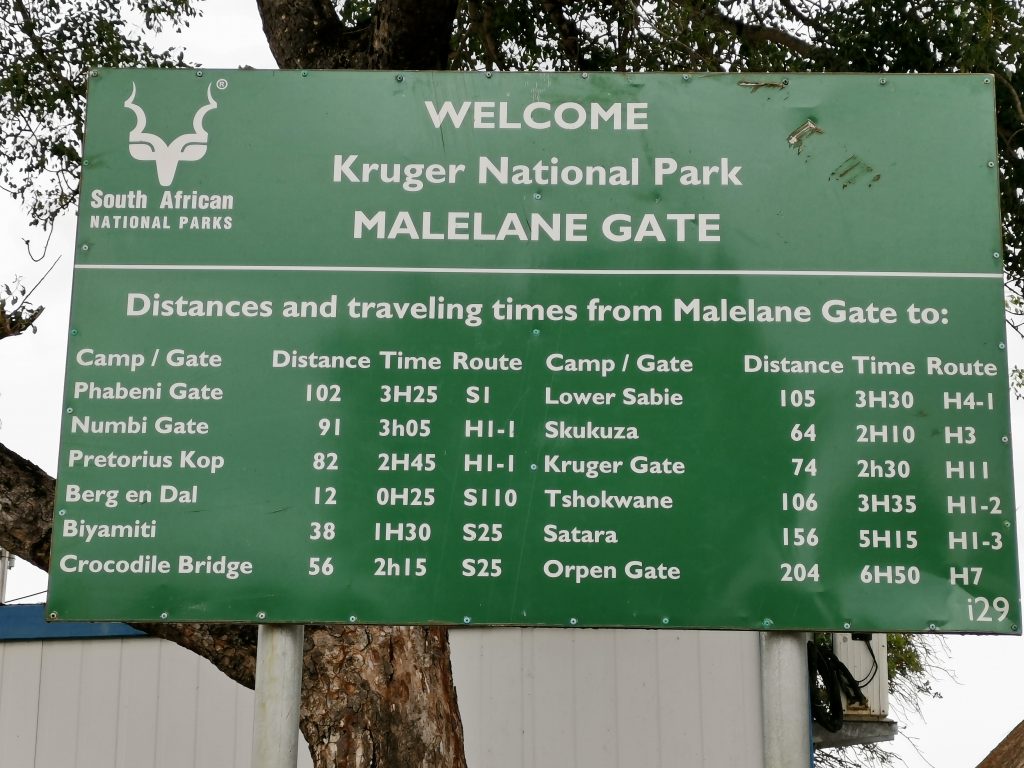 ®
South African
NATIONAL PARKS
WELCOME
Kruger National Park
MALELANE GATE
Distances and traveling times from Malelane Gate to:
Camp / Gate Distance Time Route Camp / Gate Distance Time Route
Phabeni Gate 102 3H25 S1 Lower Sabie 105 3H30 H4-1
Numbi Gate 91 3h05 H1-1 Skukuza 64 2H10 H3
Pretorius Kop 82 2H45 H1-1 Kruger Gate 74 2h30 H11
Berg en Dal 12 0H25 S110 Tshokwane 106 3H35 H1-2
Biyamiti 38 1H30 S25 Satara 156 5H15 H1-3
Crocodile Bridge 56 2h15 S25 Orpen Gate 204 6H50 H7
i29